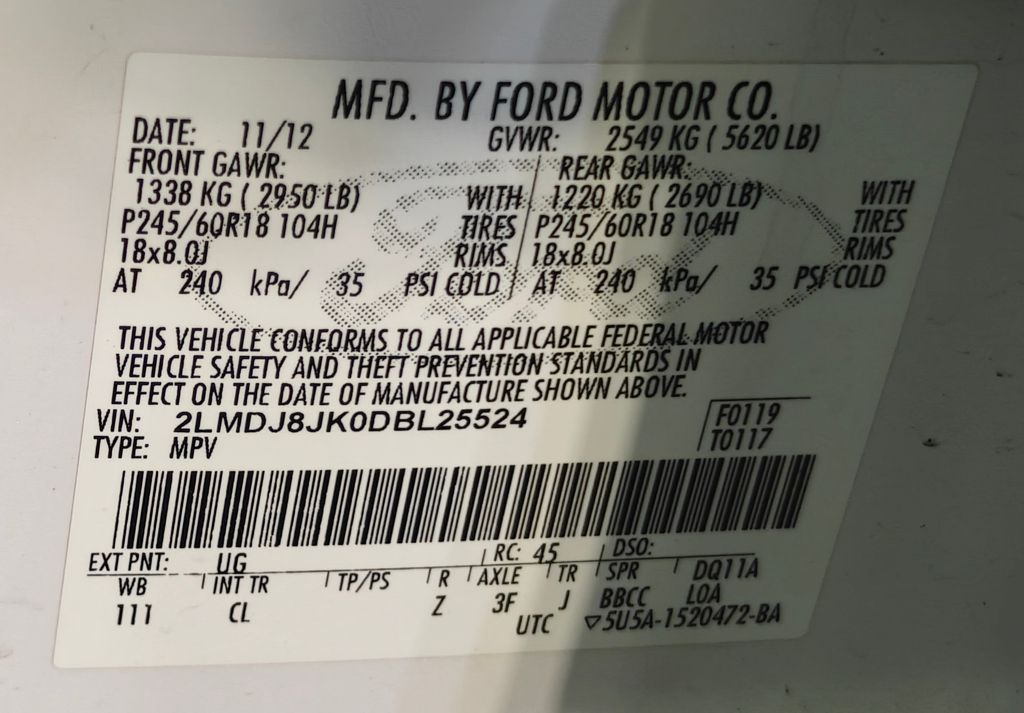 MFD. BY FORD MOTOR CO.
DATE: 11/12 GVWR: 2549 KG ( 5620 LB)
FRONT GAWR: REAR GAWR:
1338 KG ( 2950 LB) WITH 1220 KG ( 2690 LB) WITH
P245/60R18 104H TIRES P245/60R18 104H TIRES
18x8.0J RIMS 18x8.0J RIMS
AT 240 kPa/ 35 PSI COLD AT 240 kPa/ 35 PSI COLD
THIS VEHICLE CONFORMS TO ALL APPLICABLE FEDERAL MOTOR
VEHICLE SAFETY AND THEFT PREVENTION STANDARDS IN
EFFECT ON THE DATE OF MANUFACTURE SHOWN ABOVE.
VIN: 2LMDJ8JK0DBL25524 F0119
TYPE: MPV T0117
EXT PNT: UG RC: 45 DSO:
WB INT TR TP/PS R AXLE TR SPR DQ11A
111 CL Z 3F J BBCC LOA
UTC ▽5U5A-1520472-BA
Ford